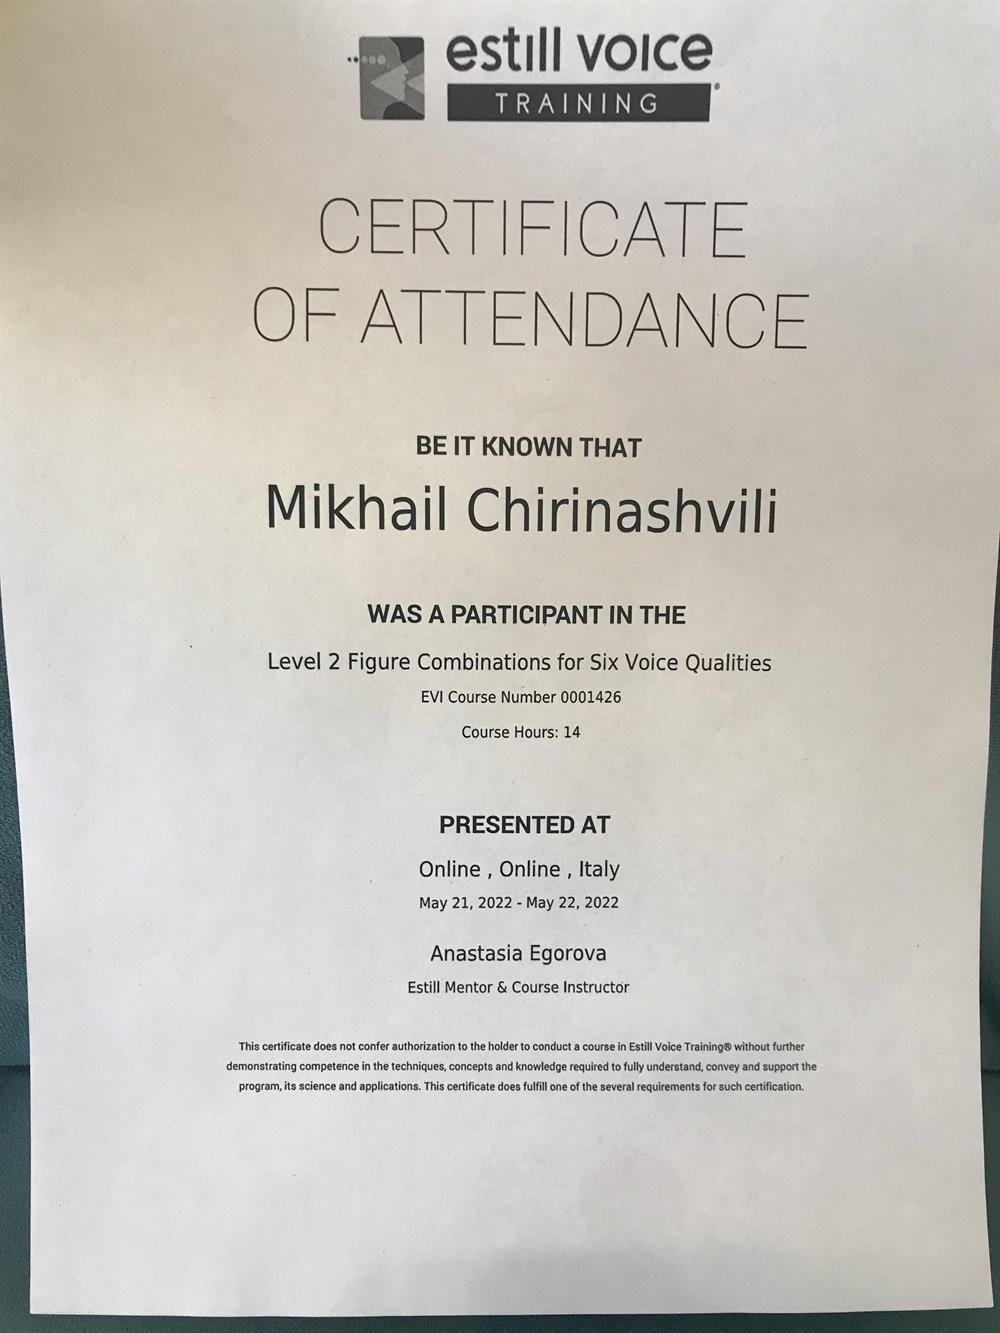 estill voice
TRAINING®
CERTIFICATE
OF ATTENDANCE
BE IT KNOWN THAT
Mikhail Chirinashvili
WAS A PARTICIPANT IN THE
Level 2 Figure Combinations for Six Voice Qualities
EVI Course Number 0001426
Course Hours: 14
PRESENTED AT
Online , Online , Italy
May 21, 2022 - May 22, 2022
Anastasia Egorova
Estill Mentor & Course Instructor
This certificate does not confer authorization to the holder to conduct a course in Estill Voice Training® without further
demonstrating competence in the techniques, concepts and knowledge required to fully understand, convey and support the
program, its science and applications. This certificate does fulfill one of the several requirements for such certification.